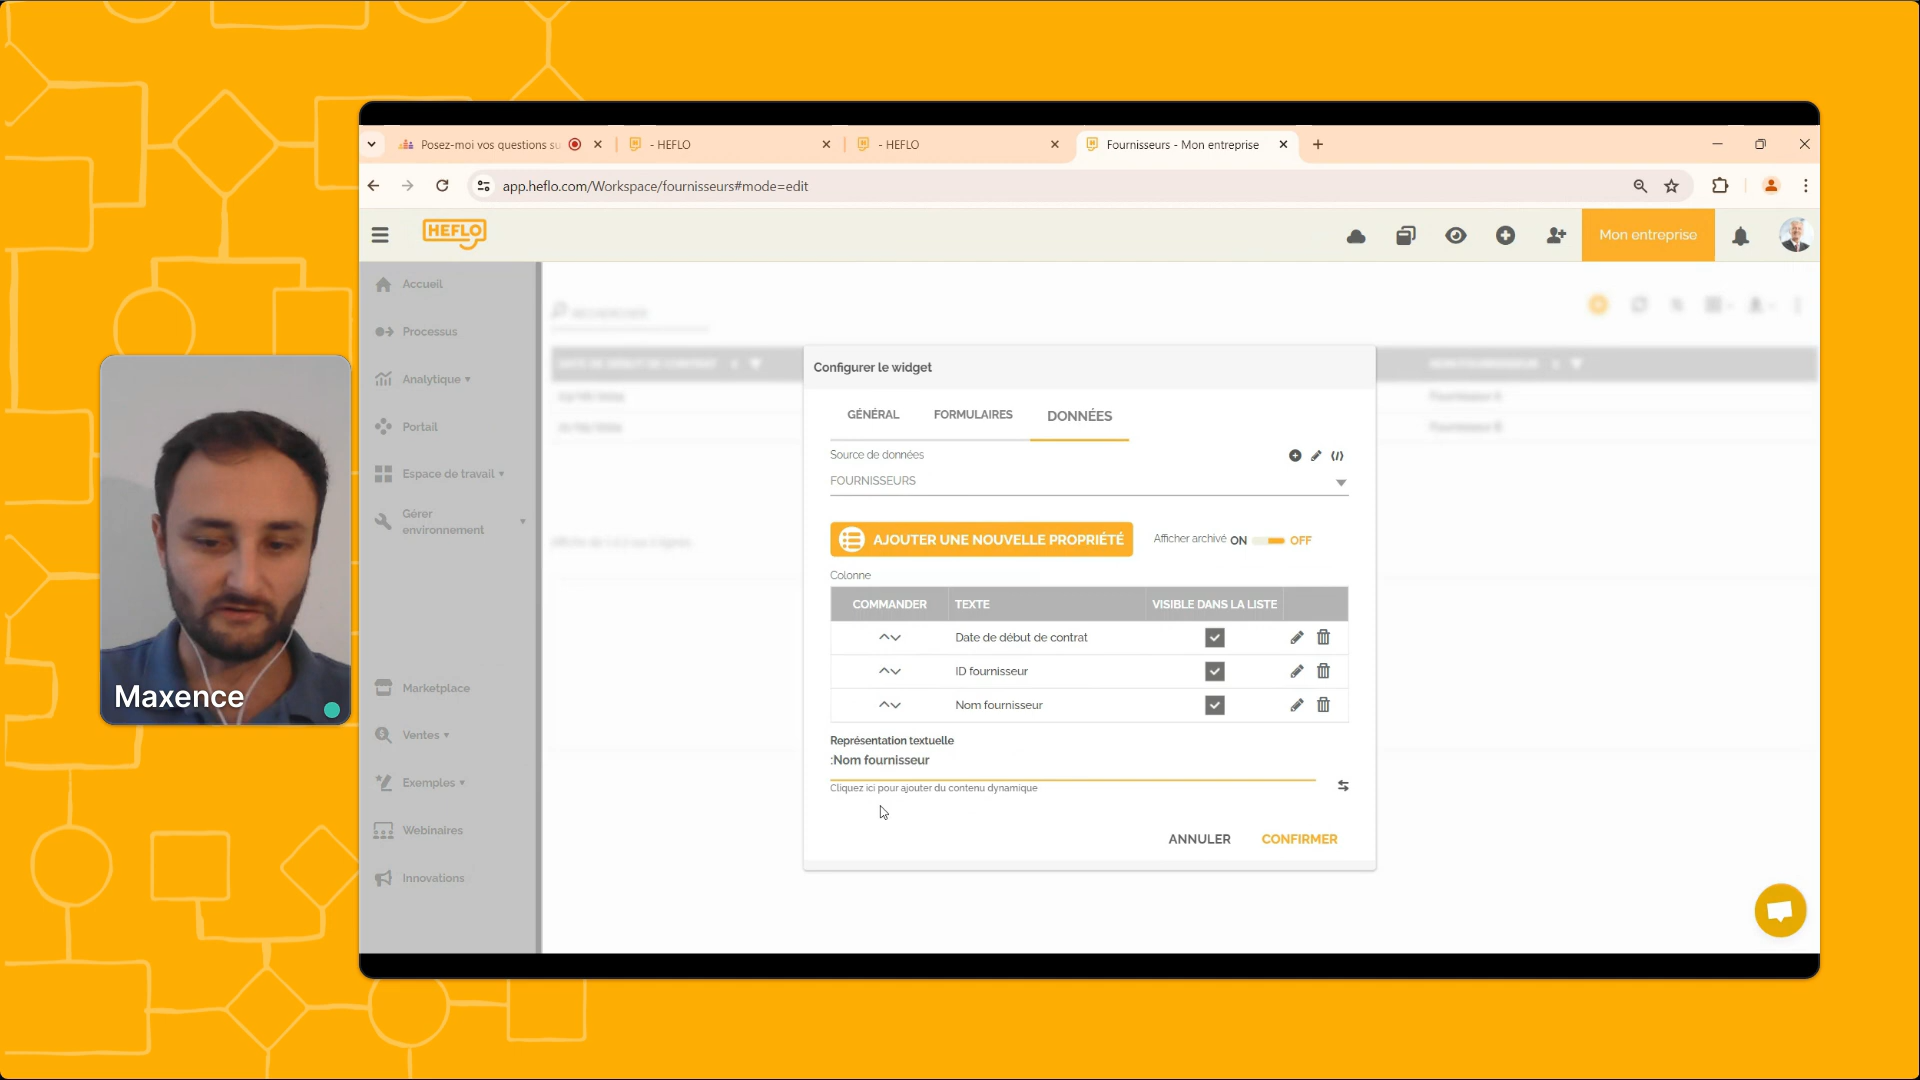 Posez-moi vos questions su
- HEFLO
- HEFLO
Fournisseurs - Mon entreprise
app.heflo.com/Workspace/fournisseurs#mode=edit
HEFLO
Mon entreprise
Accueil
Processus
Analytique
Portail
Espace de travail
Gérer
environnement
Marketplace
Ventes
Exemples
Webinaires
Innovations
Configurer le widget
GÉNÉRAL
FORMULAIRES
DONNÉES
Source de données
FOURNISSEURS
AJOUTER UNE NOUVELLE PROPRIÉTÉ
Afficher archivé ON OFF
Colonne
COMMANDER TEXTE VISIBLE DANS LA LISTE
Date de début de contrat
ID fournisseur
Nom fournisseur
Représentation textuelle
:Nom fournisseur
Cliquez ici pour ajouter du contenu dynamique
ANNULER CONFIRMER
Maxence